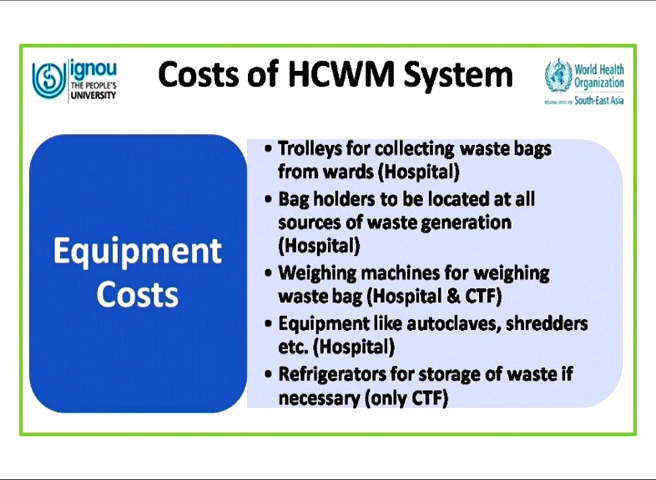 ignou
THE PEOPLE'S
UNIVERSITY
Costs of HCWM System
World Health
Organization
REGIONAL OFFICE FOR South-East Asia
Equipment
Costs
• Trolleys for collecting waste bags
from wards (Hospital)
• Bag holders to be located at all
sources of waste generation
(Hospital)
• Weighing machines for weighing
waste bag (Hospital & CTF)
• Equipment like autoclaves, shredders
etc. (Hospital)
• Refrigerators for storage of waste if
necessary (only CTF)